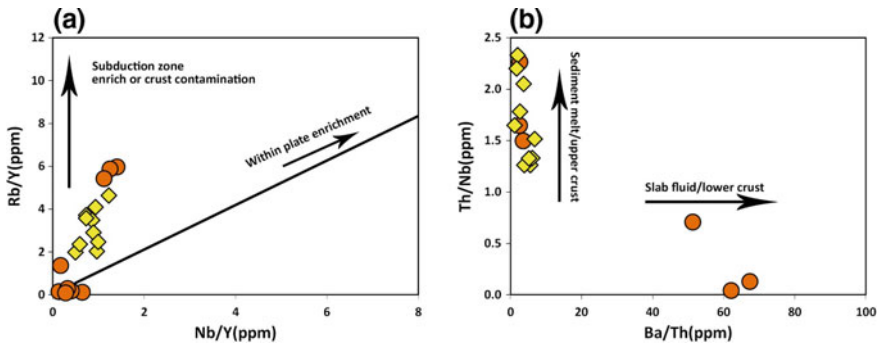 (a)
12
10
8
6
4
2
0
Rb/Y(ppm)
Subduction zone
enrich or crust contamination
Within plate enrichment
0
2
4
6
8
Nb/Y(ppm)
(b)
2.5
2.0
1.5
1.0
0.5
0.0
Th/Nb(ppm)
Sediment melt/upper crust
Slab fluid/lower crust
0
20
40
60
80
100
Ba/Th(ppm)